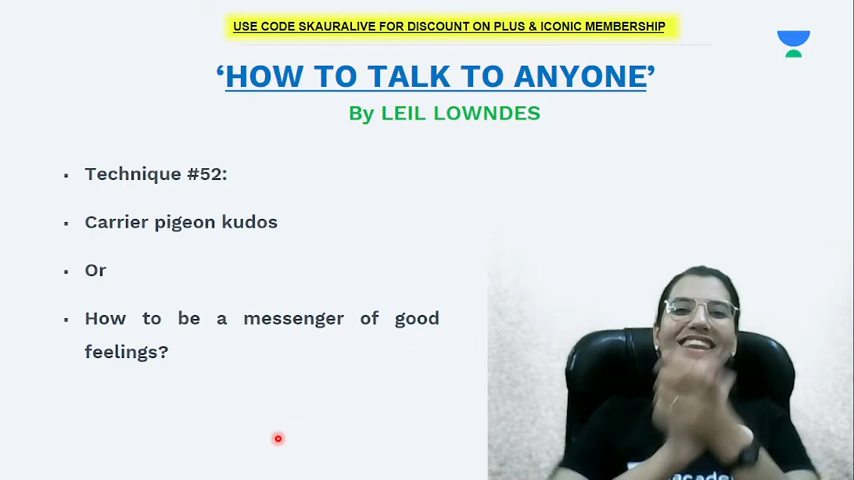 USE CODE SKAURALIVE FOR DISCOUNT ON PLUS & ICONIC MEMBERSHIP
‘HOW TO TALK TO ANYONE’
By LEIL LOWNDES
▪ Technique #52:
▪ Carrier pigeon kudos
▪ Or
▪ How to be a messenger of good
feelings?